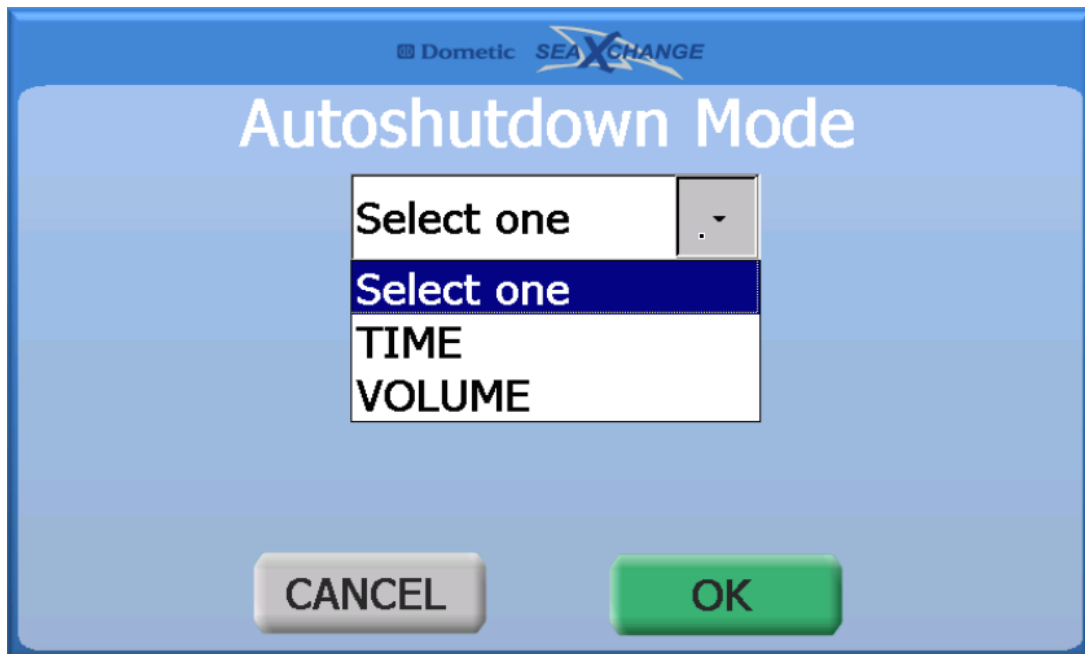 Dometic SEAXCHANGE
Autoshutdown Mode
Select one
Select one
TIME
VOLUME
CANCEL OK